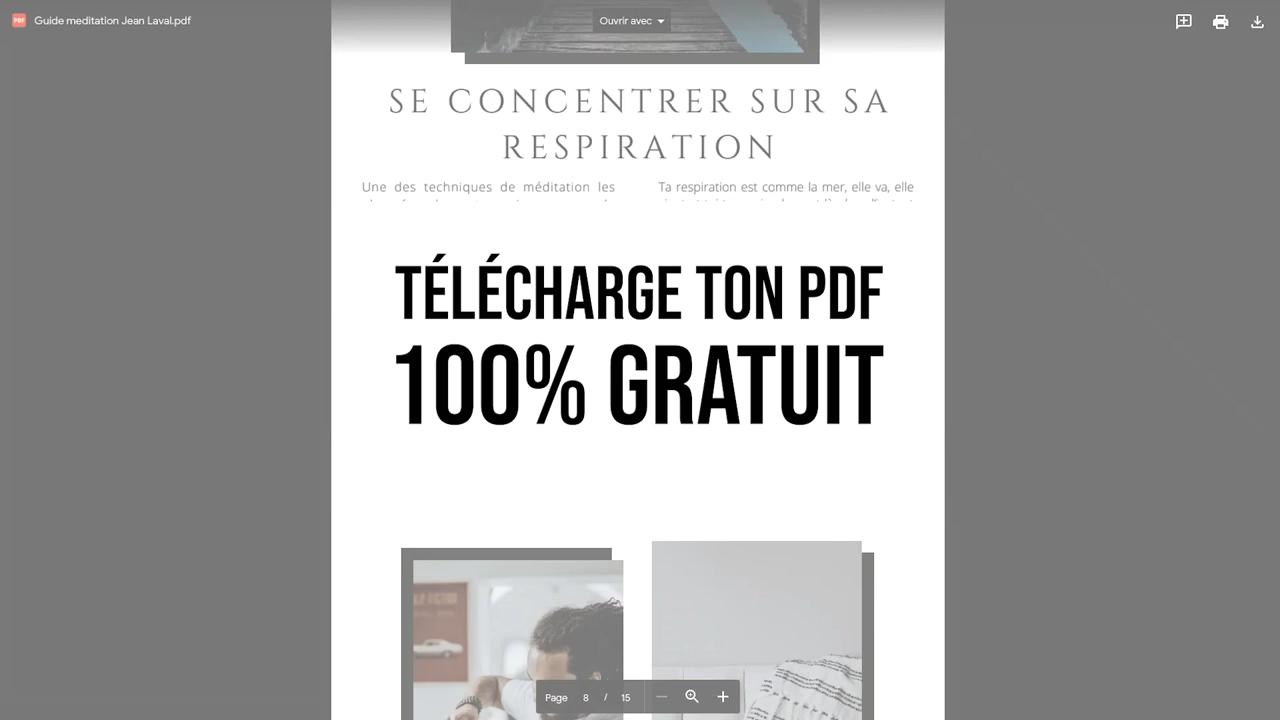 Guide meditation Jean Laval.pdf
Ouvrir avec
SE CONCENTRER SUR SA
RESPIRATION
Une des techniques de méditation les
Ta respiration est comme la mer, elle va, elle
TÉLÉCHARGE TON PDF
100% GRATUIT
Page 8 / 15